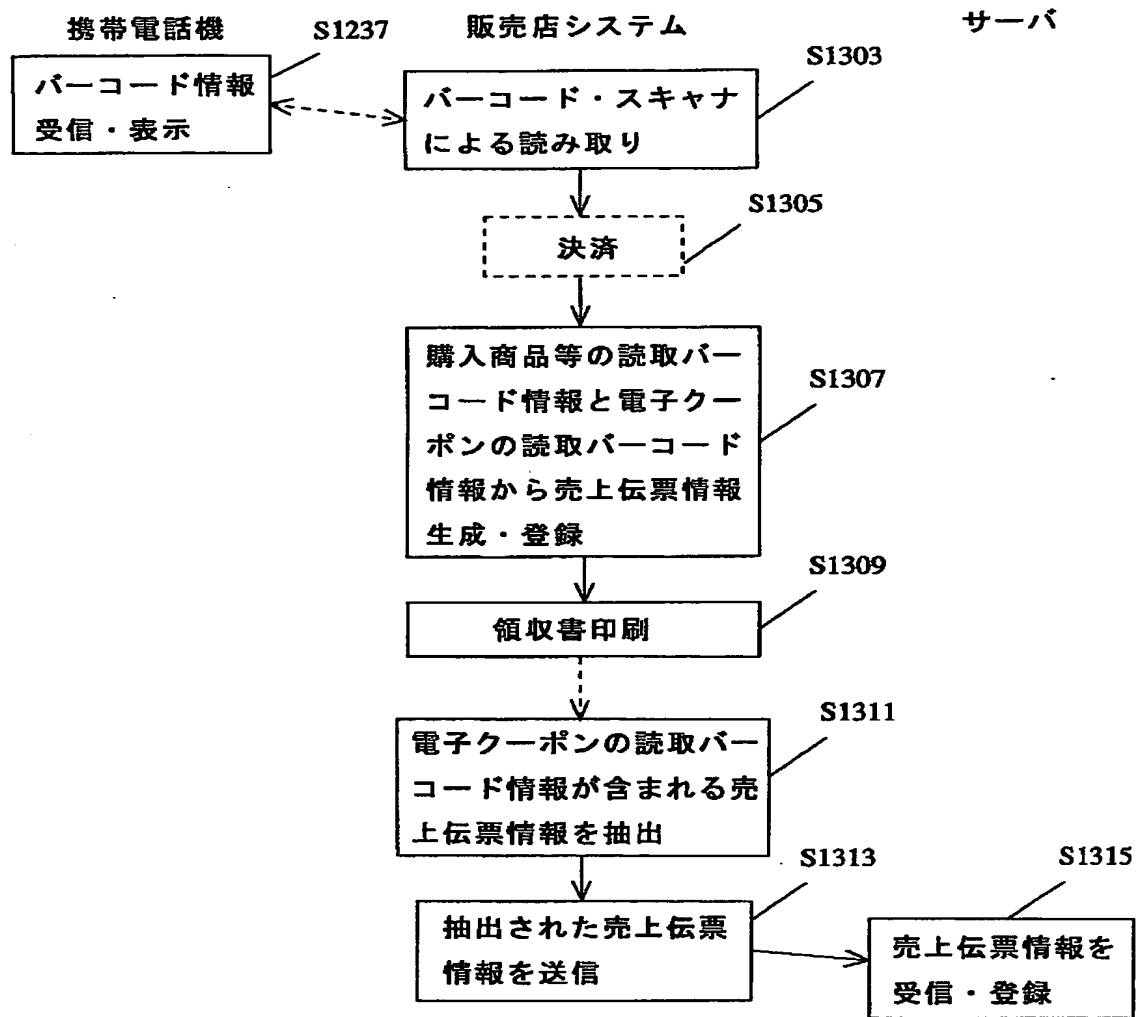 携帯電話機
S1237
販売店システム
サーバ
バーコード情報
受信・表示
S1303
バーコード・スキャナ
による読み取り
S1305
決済
S1307
購入商品等の読取バー
コード情報と電子クー
ポンの読取バーコード
情報から売上伝票情報
生成・登録
S1309
領収書印刷
S1311
電子クーポンの読取バー
コード情報が含まれる売
上伝票情報を抽出
S1313
抽出された売上伝票
情報を送信
S1315
売上伝票情報を
受信・登録